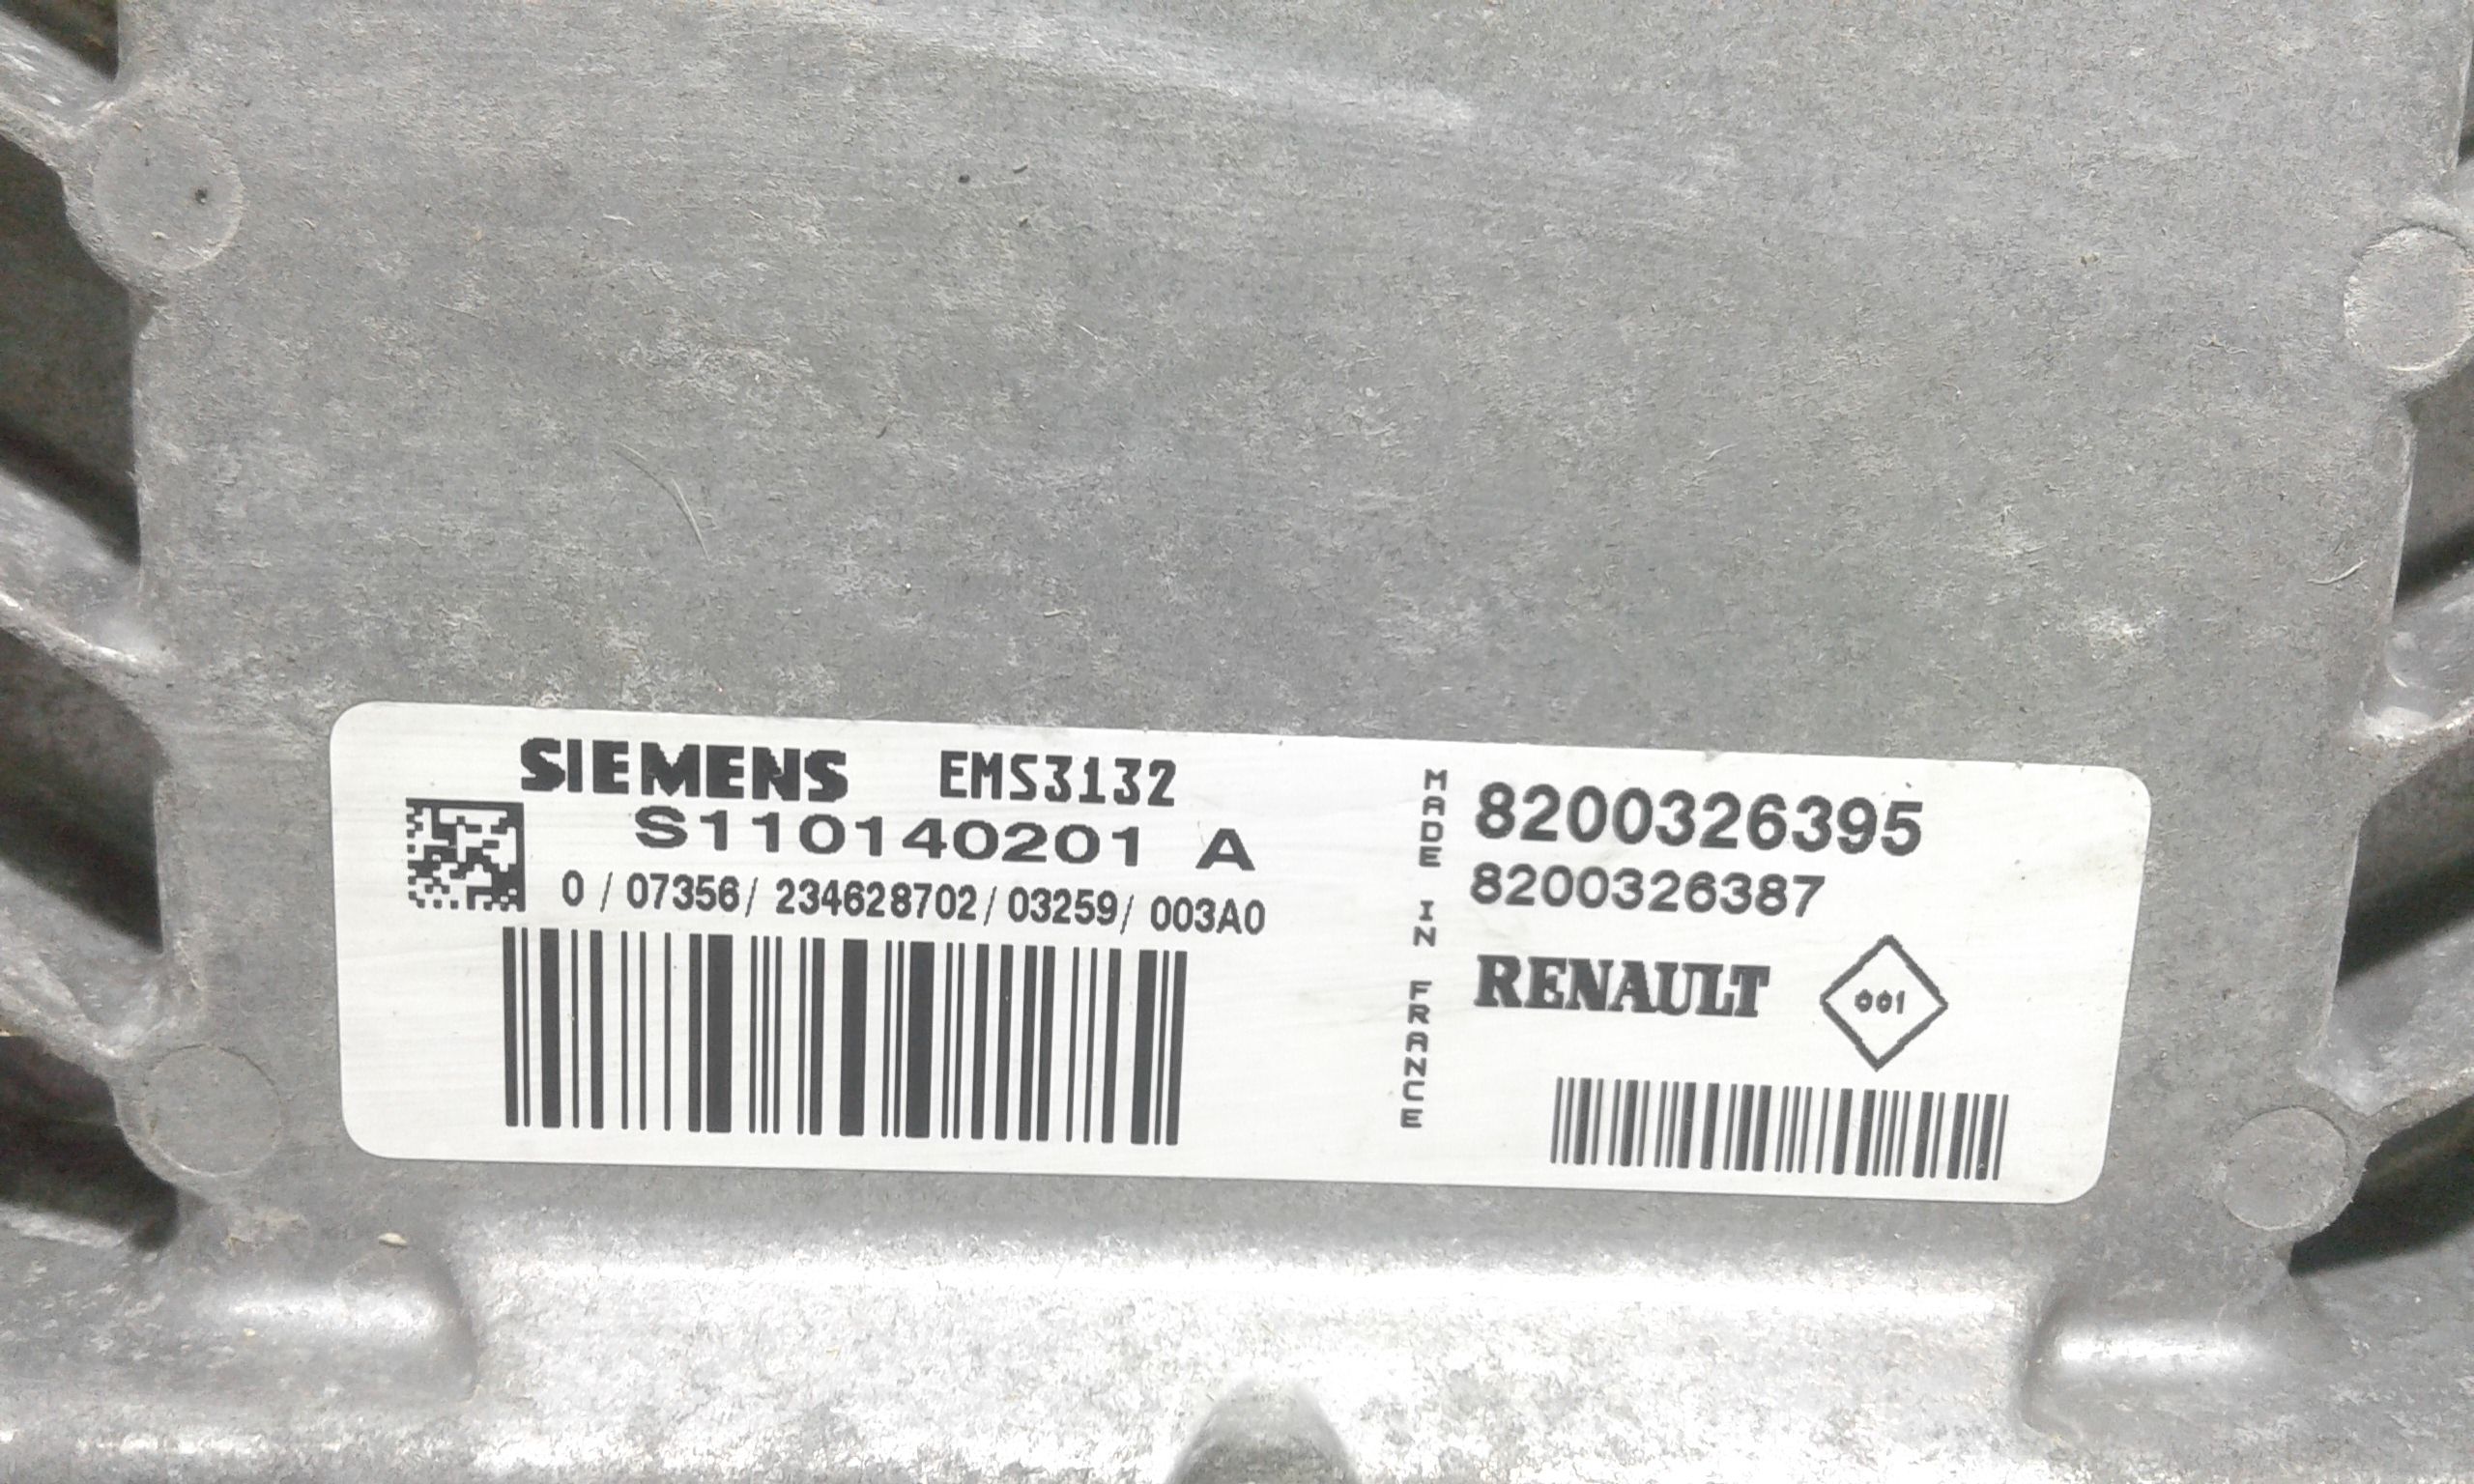 SIEMENS EMS3132
S110140201 A
0 / 07356/ 234628702/ 03259/ 003A0
MADE IN FRANCE
8200326395
8200326387
RENAULT 001